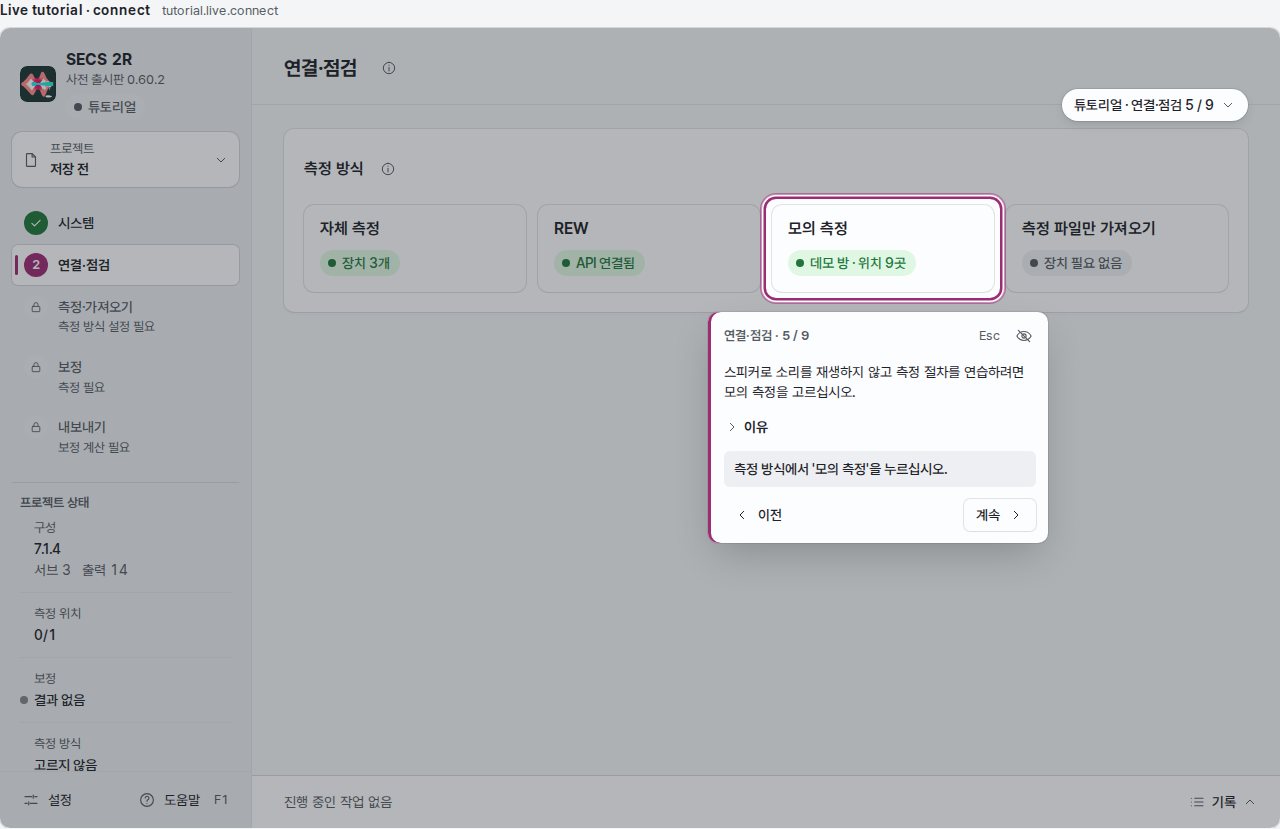 Live tutorial · connect tutorial.live.connect
SECS 2R
사전 출시판 0.60.2
튜토리얼
프로젝트
저장 전
시스템
2 연결·점검
측정·가져오기
측정 방식 설정 필요
보정
측정 필요
내보내기
보정 계산 필요
프로젝트 상태
구성
7.1.4
서브 3 출력 14
측정 위치
0/1
보정
결과 없음
측정 방식
고르지 않음
설정 도움말 F1
연결·점검
튜토리얼 · 연결·점검 5 / 9
측정 방식
자체 측정
장치 3개
REW
API 연결됨
모의 측정
데모 방 · 위치 9곳
측정 파일만 가져오기
장치 필요 없음
연결·점검 · 5 / 9 Esc
스피커로 소리를 재생하지 않고 측정 절차를 연습하려면
모의 측정을 고르십시오.
이유
측정 방식에서 '모의 측정'을 누르십시오.
이전 계속
진행 중인 작업 없음 기록